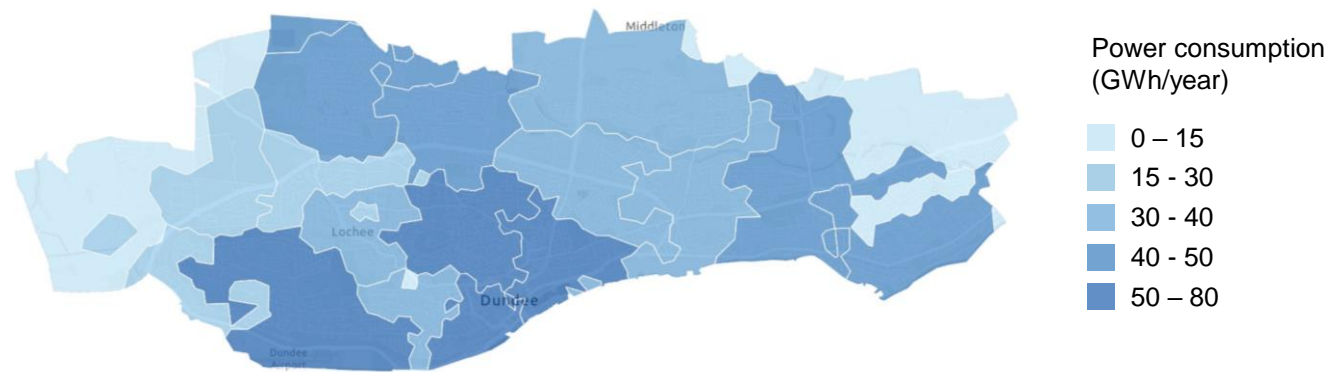 Middleton
Lochee
Dundee
Dundee
Airport
Power consumption
(GWh/year)
0 – 15
15 - 30
30 - 40
40 - 50
50 – 80